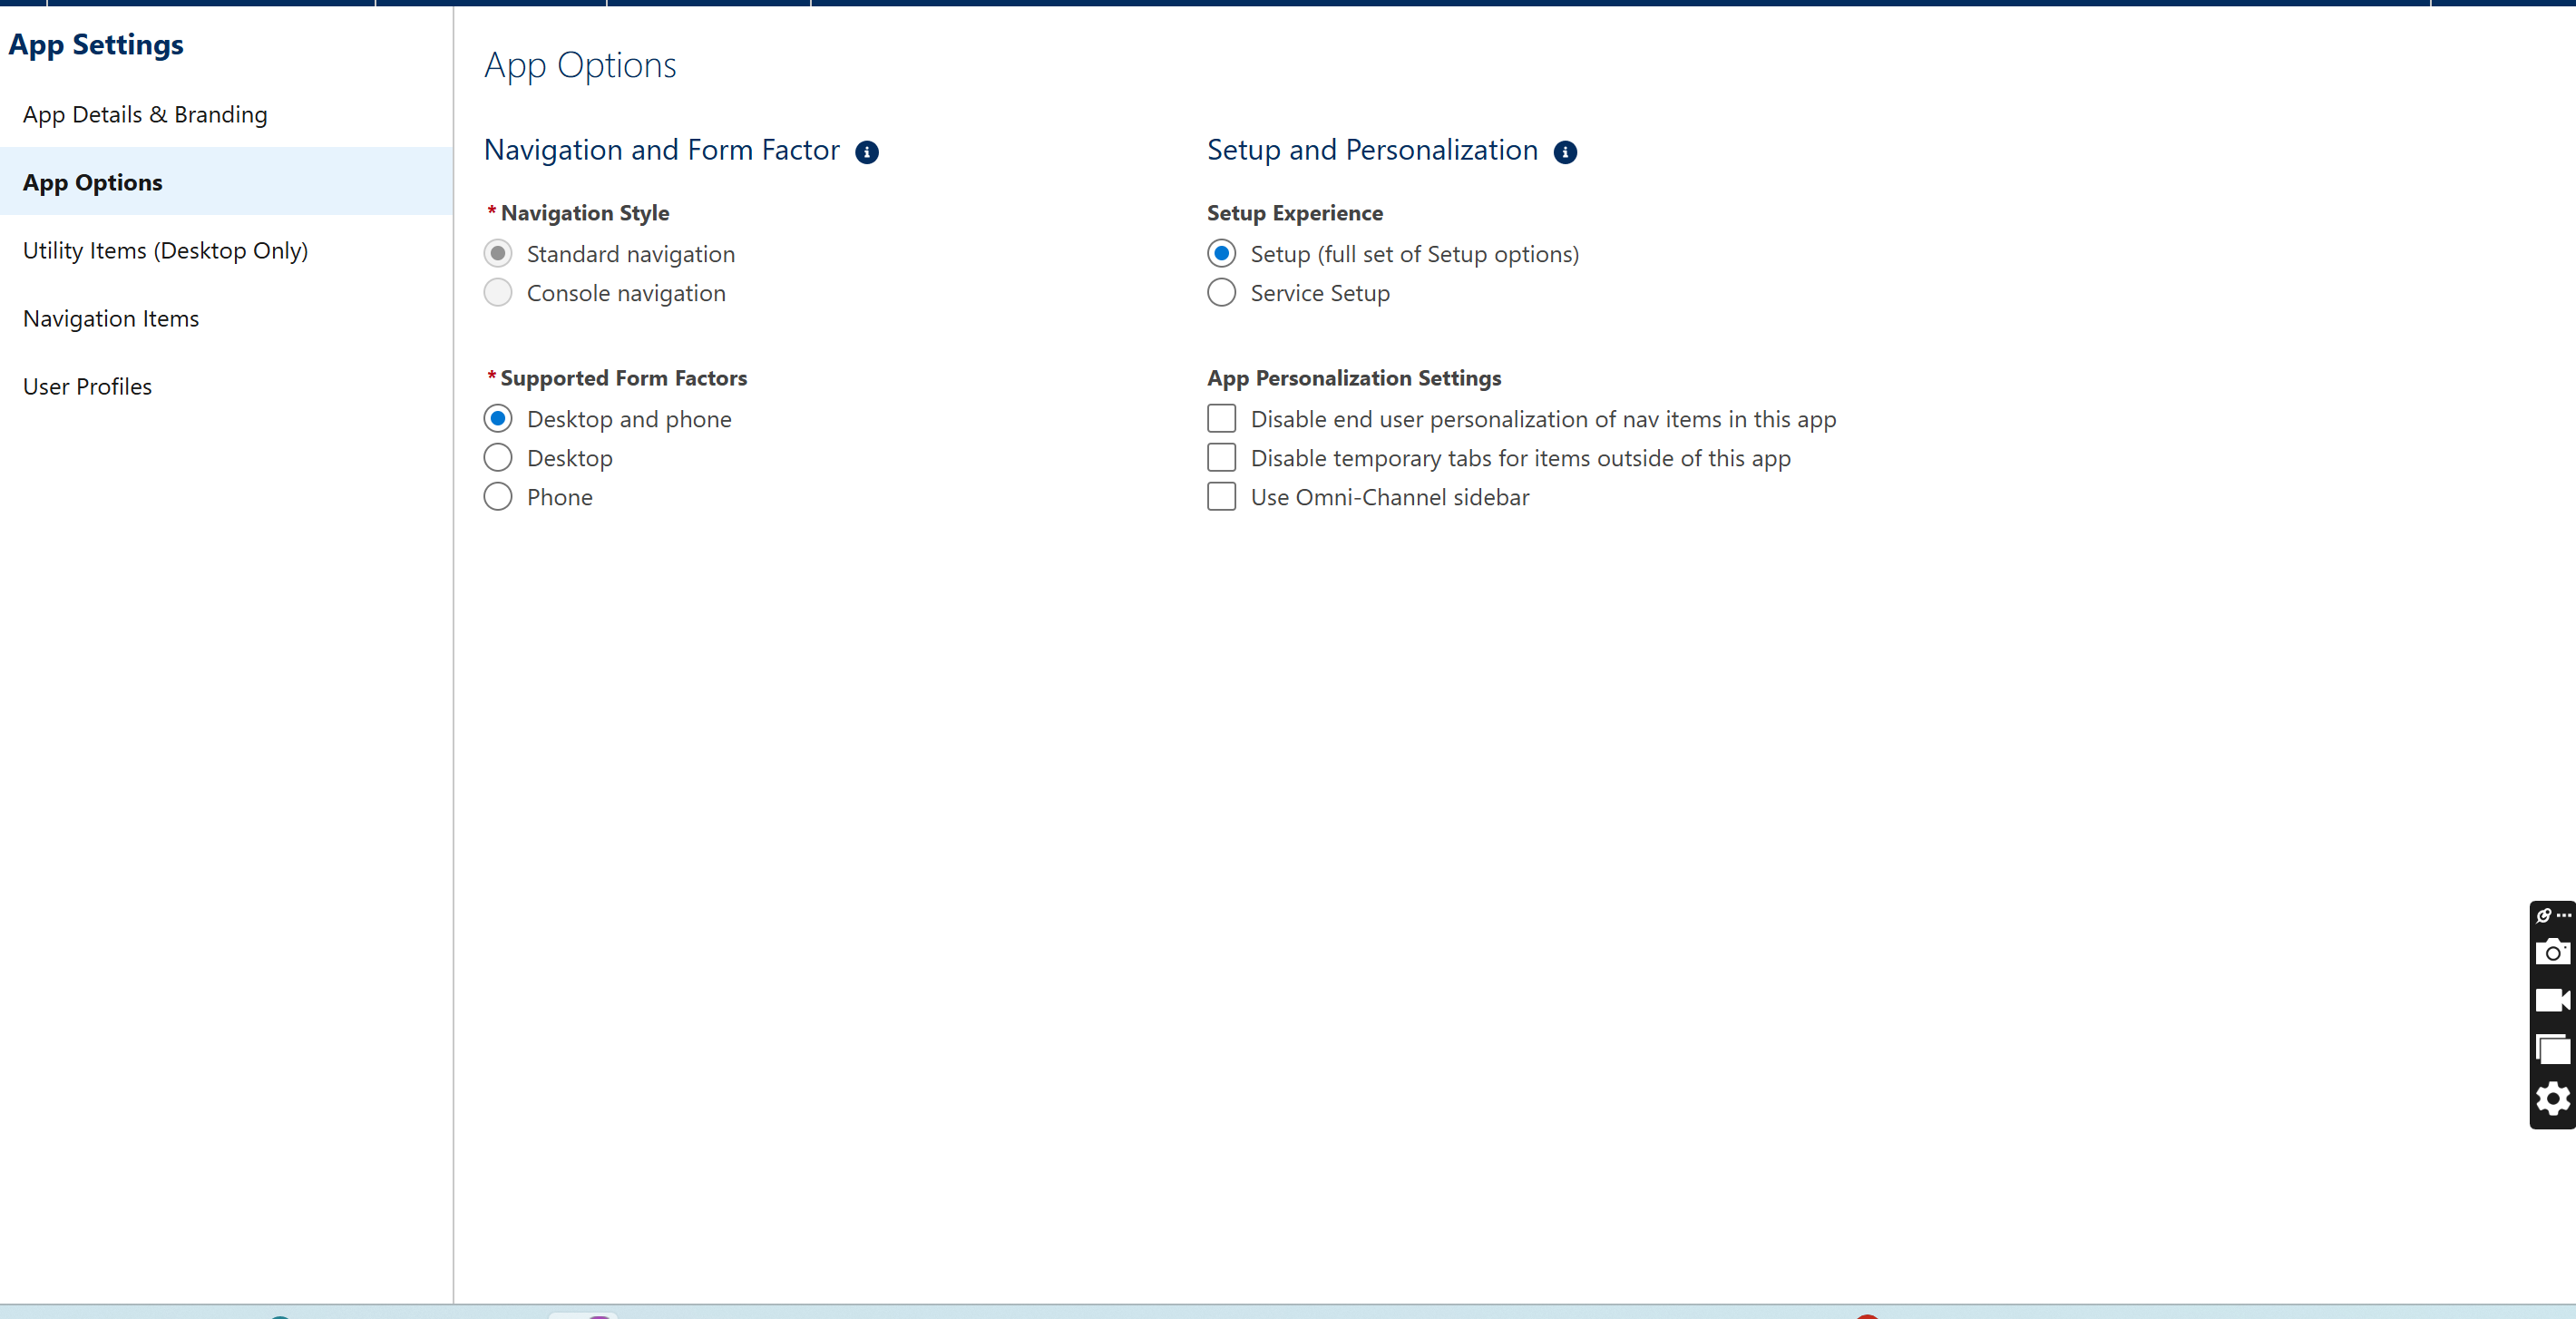 App Settings
App Details & Branding
App Options
Utility Items (Desktop Only)
Navigation Items
User Profiles
App Options
Navigation and Form Factor
* Navigation Style
Standard navigation
Console navigation
* Supported Form Factors
Desktop and phone
Desktop
Phone
Setup and Personalization
Setup Experience
Setup (full set of Setup options)
Service Setup
App Personalization Settings
Disable end user personalization of nav items in this app
Disable temporary tabs for items outside of this app
Use Omni-Channel sidebar